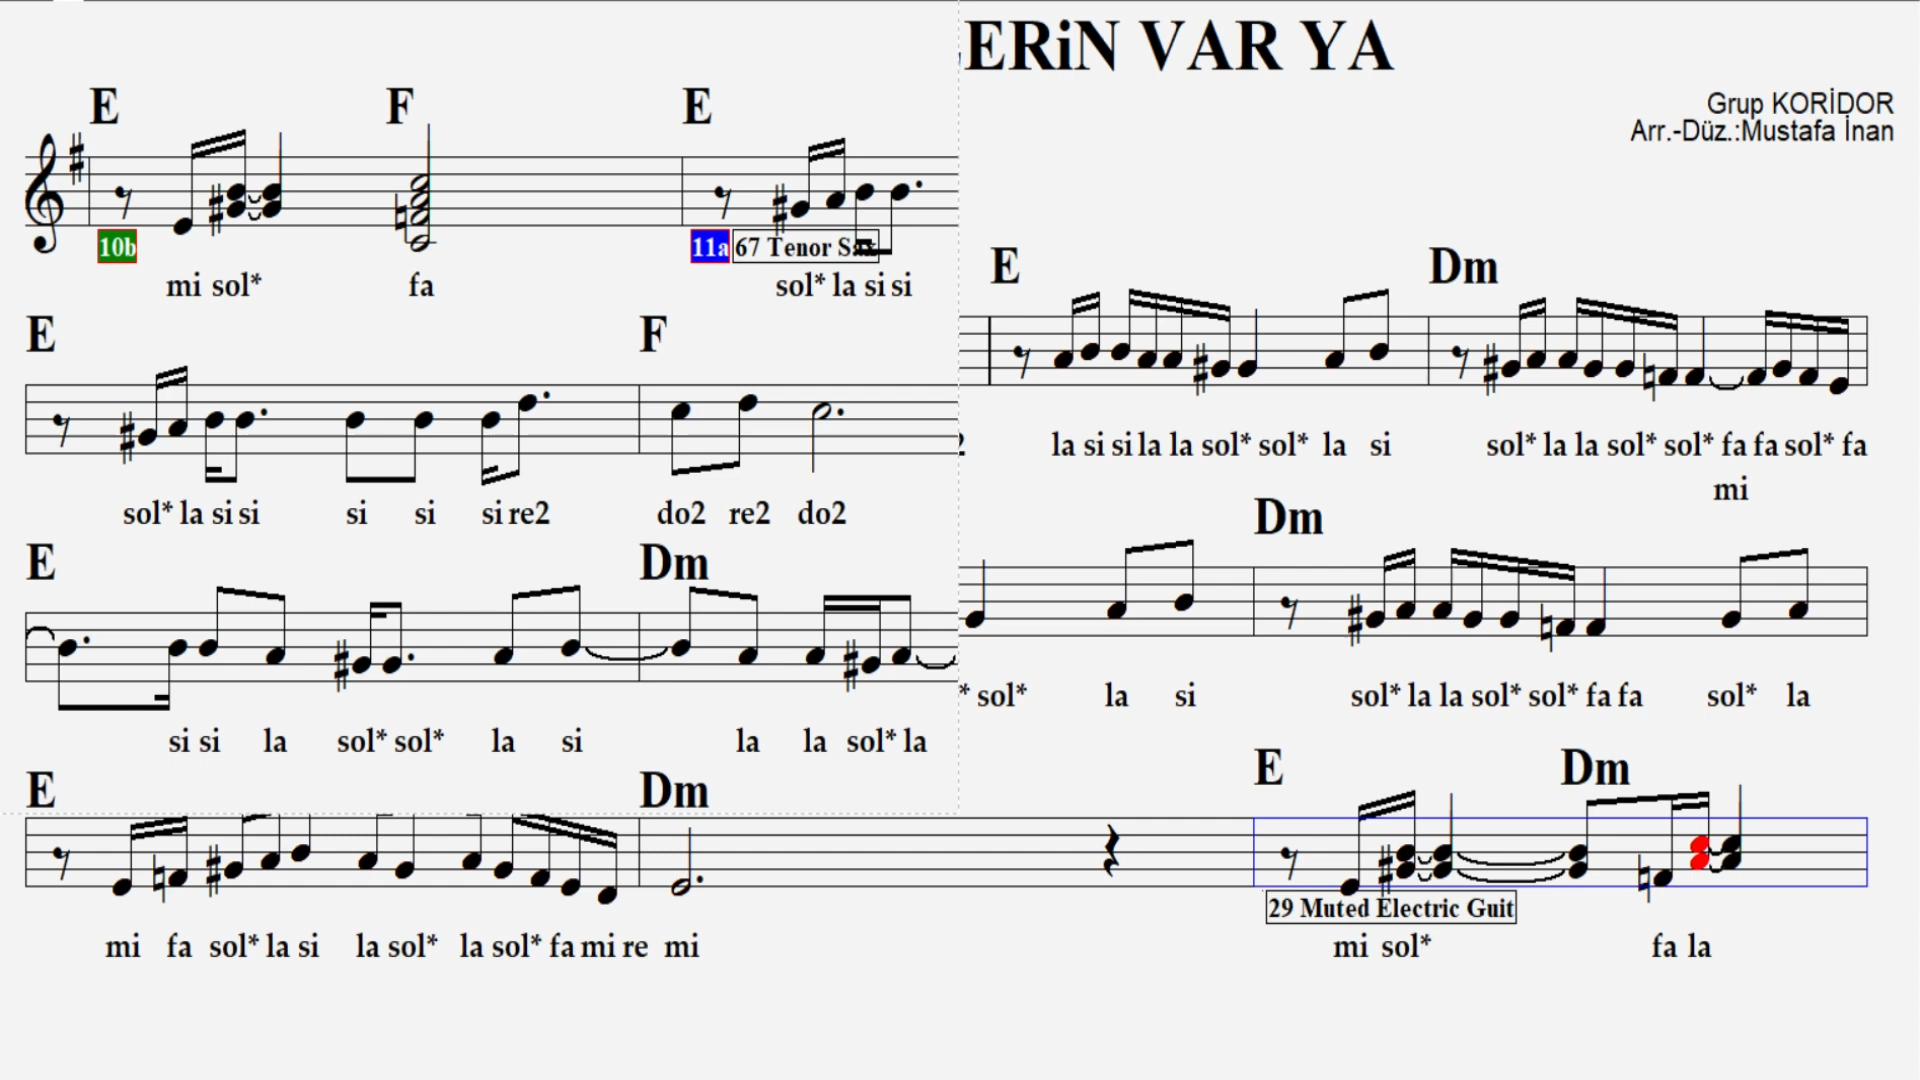 ERiN VAR YA
Grup KORİDOR
Arr.-Düz.:Mustafa İnan
E F E
10b 11a 67 Tenor Sax
mi sol* fa sol* la si si
E Dm
la si si la la sol* sol* la si sol* la la sol* sol* fa fa sol* fa
mi
E F
sol* la si si si si si re2 do2 re2 do2
Dm
* sol* la si sol* la la sol* sol* fa fa sol* la
E Dm
si si la sol* sol* la si la la sol* la
E Dm E Dm
29 Muted Electric Guit
mi fa sol* la si la sol* la sol* fa mi re mi mi sol* fa la